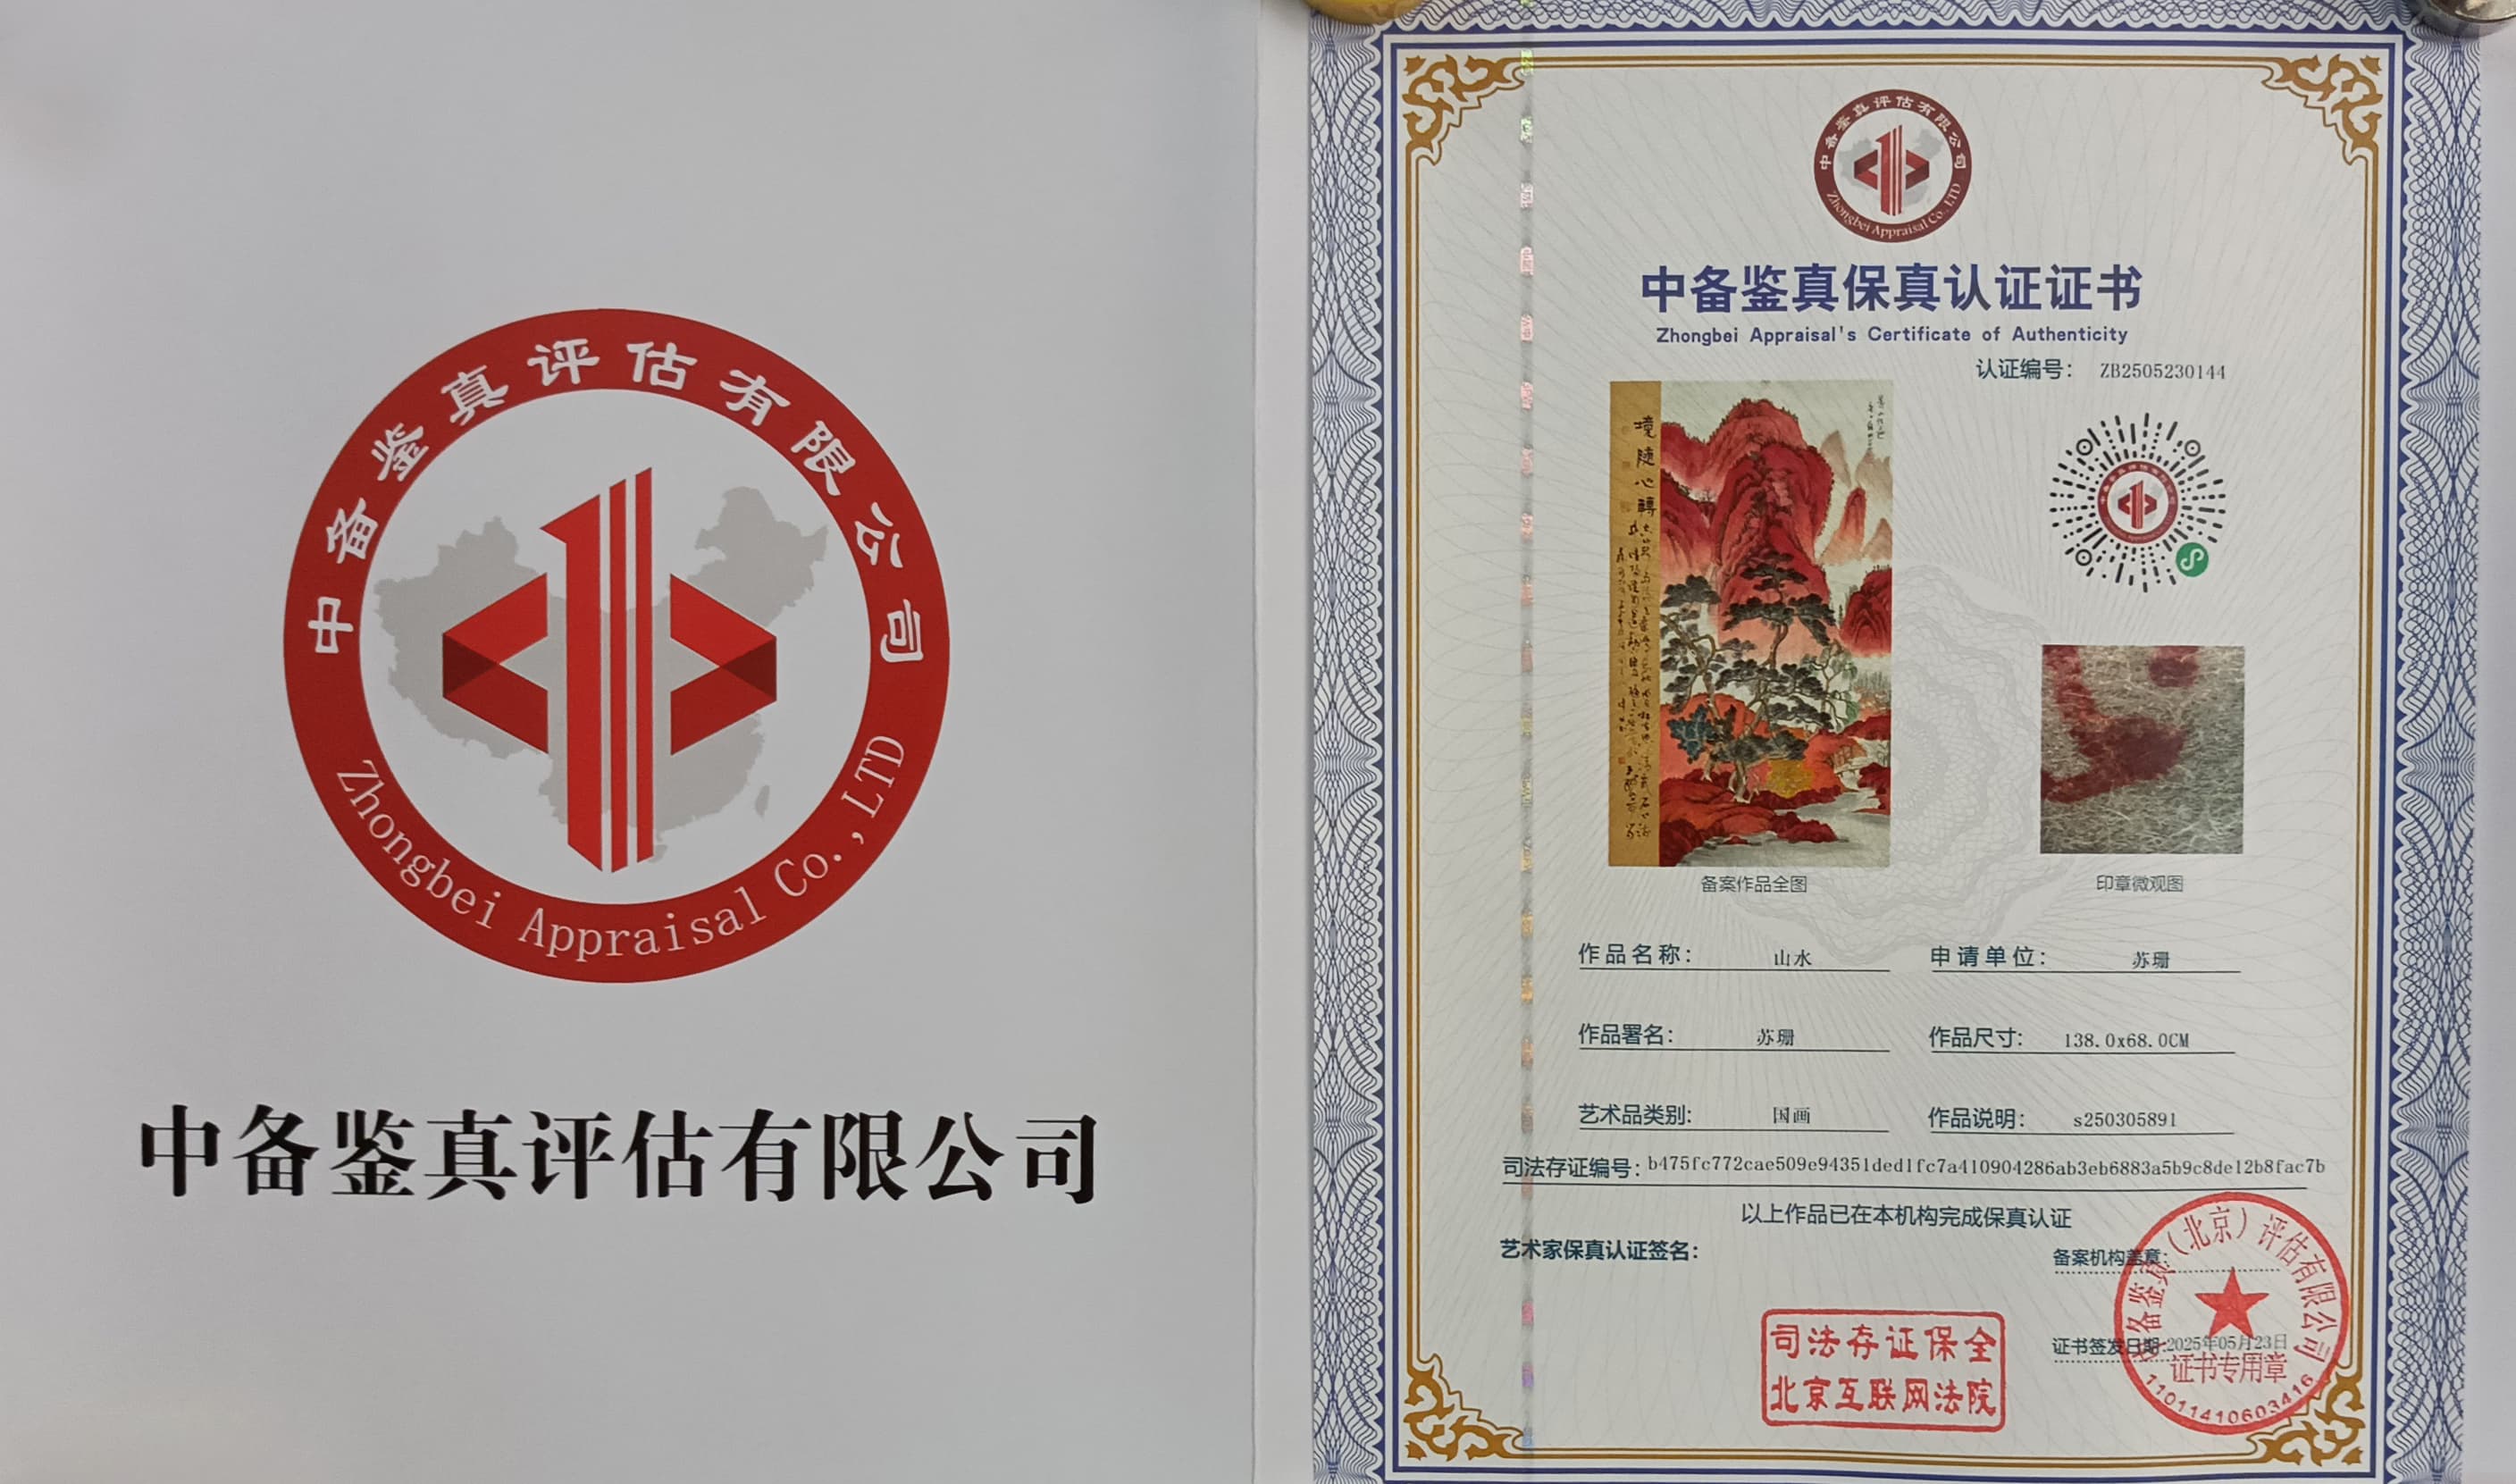 中备鉴真评估有限公司
Zhongbei Appraisal Co.,LTD
中备鉴真评估有限公司
中备鉴真评估有限公司
Zhongbei Appraisal Co.,LTD
中备鉴真保真认证证书
Zhongbei Appraisal's Certificate of Authenticity
认证编号： ZB2505230144
境随心轉
备案作品全图
印章微观图
作品名称： 山水
申请单位： 苏珊
作品署名： 苏珊
作品尺寸: 138.0x68.0CM
艺术品类别: 国画
作品说明： s250305891
司法存证编号：b475fc772cae509e94351ded1fc7a410904286ab3eb6883a5b9c8de12b8fac7b
以上作品已在本机构完成保真认证
艺术家保真认证签名：
备案机构盖章：
证书签发日期:2025年05月23日
司法存证保全
北京互联网法院
中备鉴真（北京）评估有限公司
证书专用章
1101141060341​6